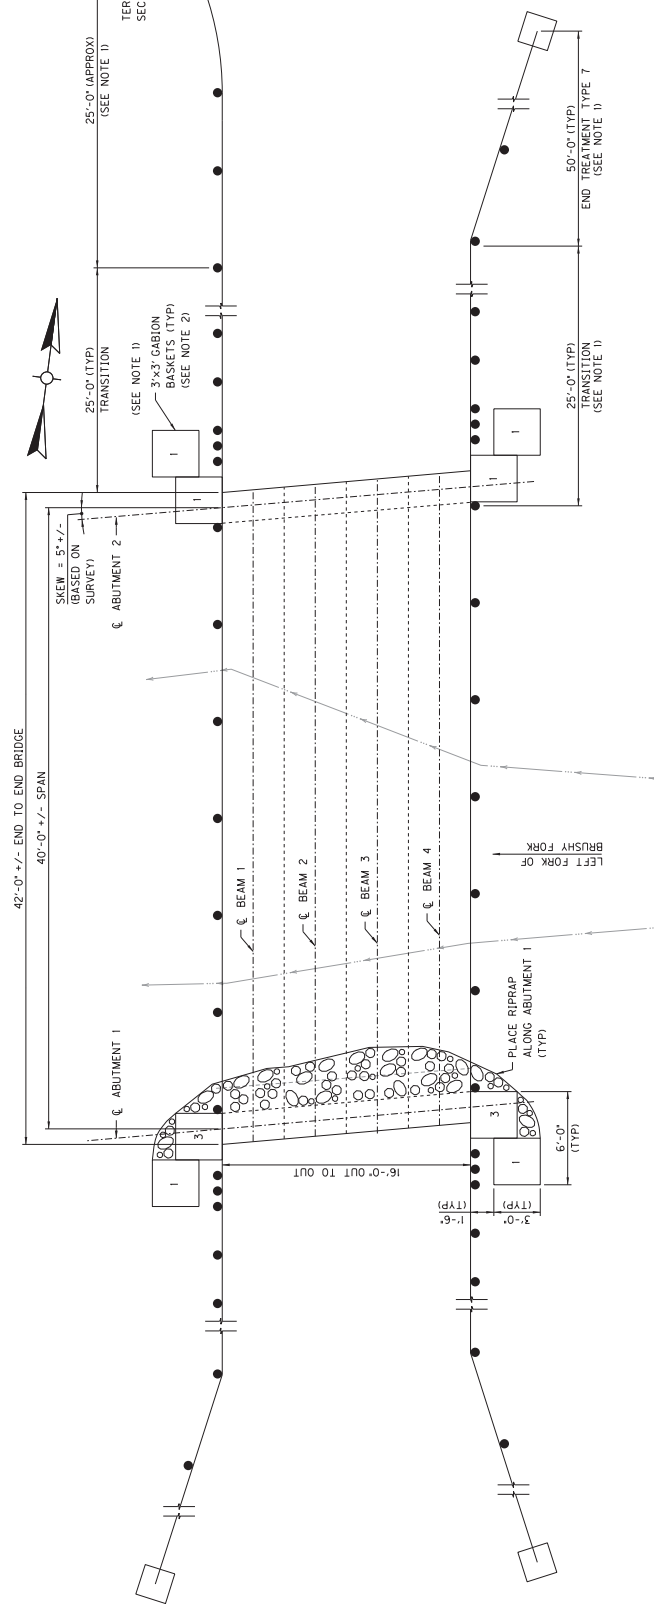 TER
SEC
25'-0" (APPROX)
(SEE NOTE 1)
25'-0" (TYP)
TRANSITION
(SEE NOTE 1)
3'x3' GABION
BASKETS (TYP)
(SEE NOTE 2)
50'-0" (TYP)
END TREATMENT TYPE 7
(SEE NOTE 1)
25'-0" (TYP)
TRANSITION
(SEE NOTE 1)
1
1
1
1
SKEW = 5°+/-
(BASED ON
SURVEY)
℄ ABUTMENT 2
42'-0" +/- END TO END BRIDGE
40'-0" +/- SPAN
℄ BEAM 1
℄ BEAM 2
℄ BEAM 3
℄ BEAM 4
LEFT FORK OF
BRUSHY FORK
℄ ABUTMENT 1
PLACE RIPRAP
ALONG ABUTMENT 1
(TYP)
3
1
3
1
16'-0" OUT TO OUT
6'-0"
(TYP)
1'-6"
(TYP)
3'-0"
(TYP)